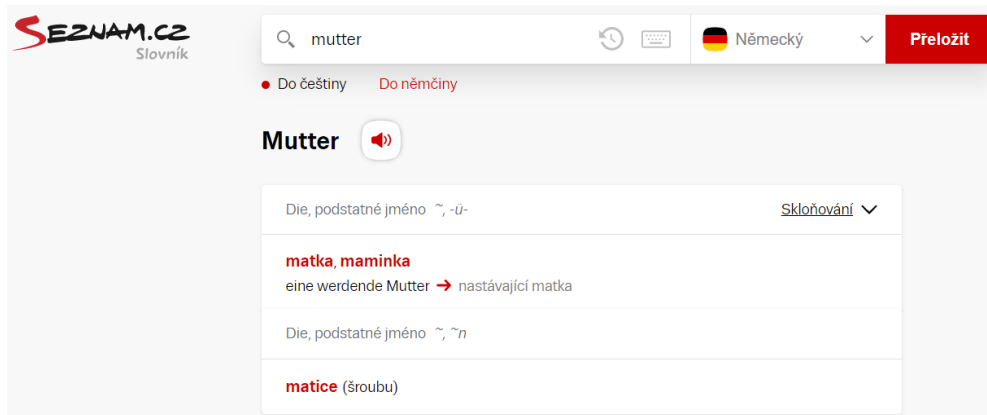 SEZNAM.CZ
Slovník
mutter
Německý
Přeložit
Do češtiny
Do němčiny
Mutter
Die, podstatné jméno ~, -ü-
Skloňování
matka, maminka
eine werdende Mutter → nastávající matka
Die, podstatné jméno ~, ~n
matice (šroubu)